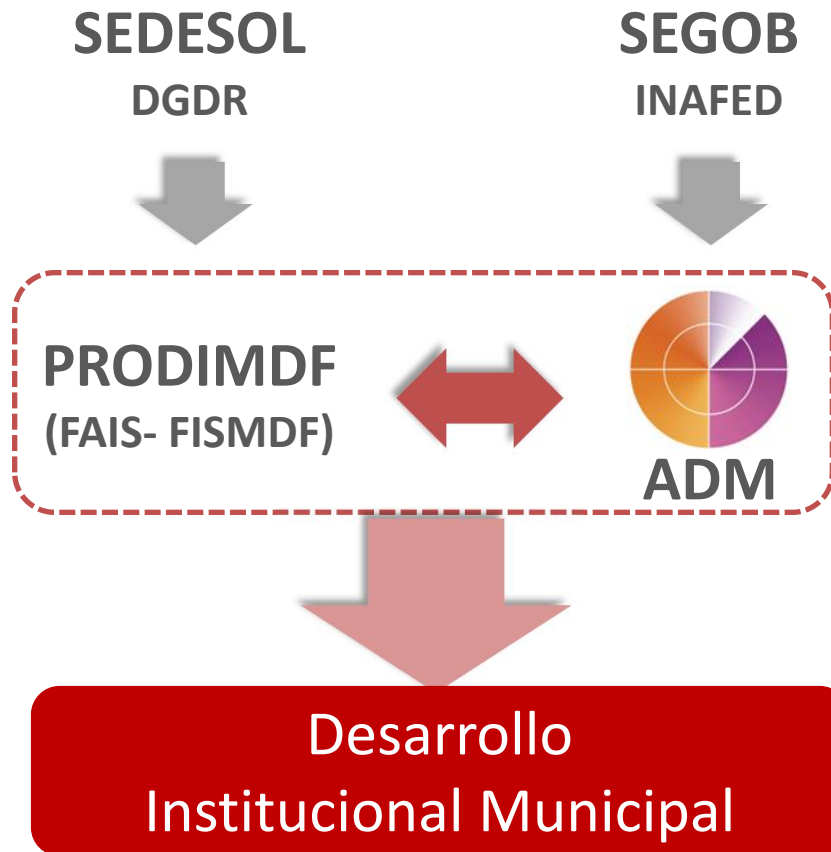 SEDESOL
DGDR
SEGOB
INAFED
PRODIMDF
(FAIS- FISMDF)
ADM
Desarrollo
Institucional Municipal